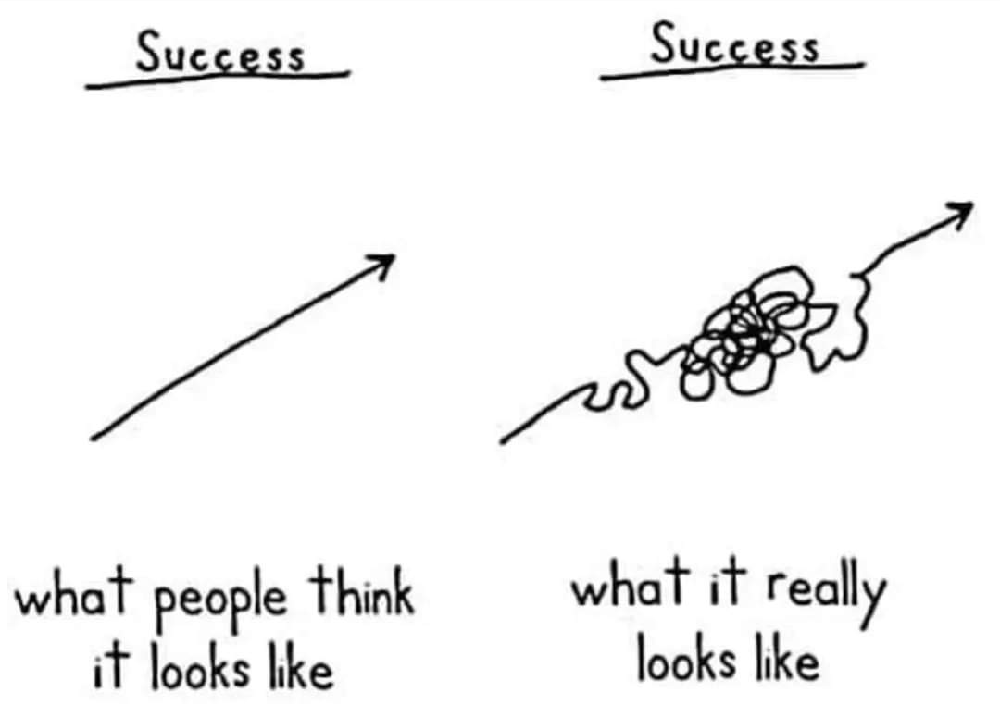 Success
what people think
it looks like
Success
what it really
looks like